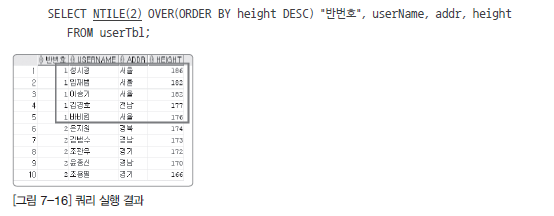 SELECT NTILE(2) OVER(ORDER BY height DESC) "반번호", userName, addr, height
FROM userTbl;
반번호 USERNAME ADDR HEIGHT
1 1 성시경 서울 186
2 1 임재범 서울 182
3 1 이승기 서울 182
4 1 김경호 전남 177
5 1 바비킴 서울 176
6 2 은지원 경북 174
7 2 김범수 경남 173
8 2 조관우 경기 172
9 2 윤종신 경남 170
10 2 조용필 경기 166
[그림 7-16] 쿼리 실행 결과